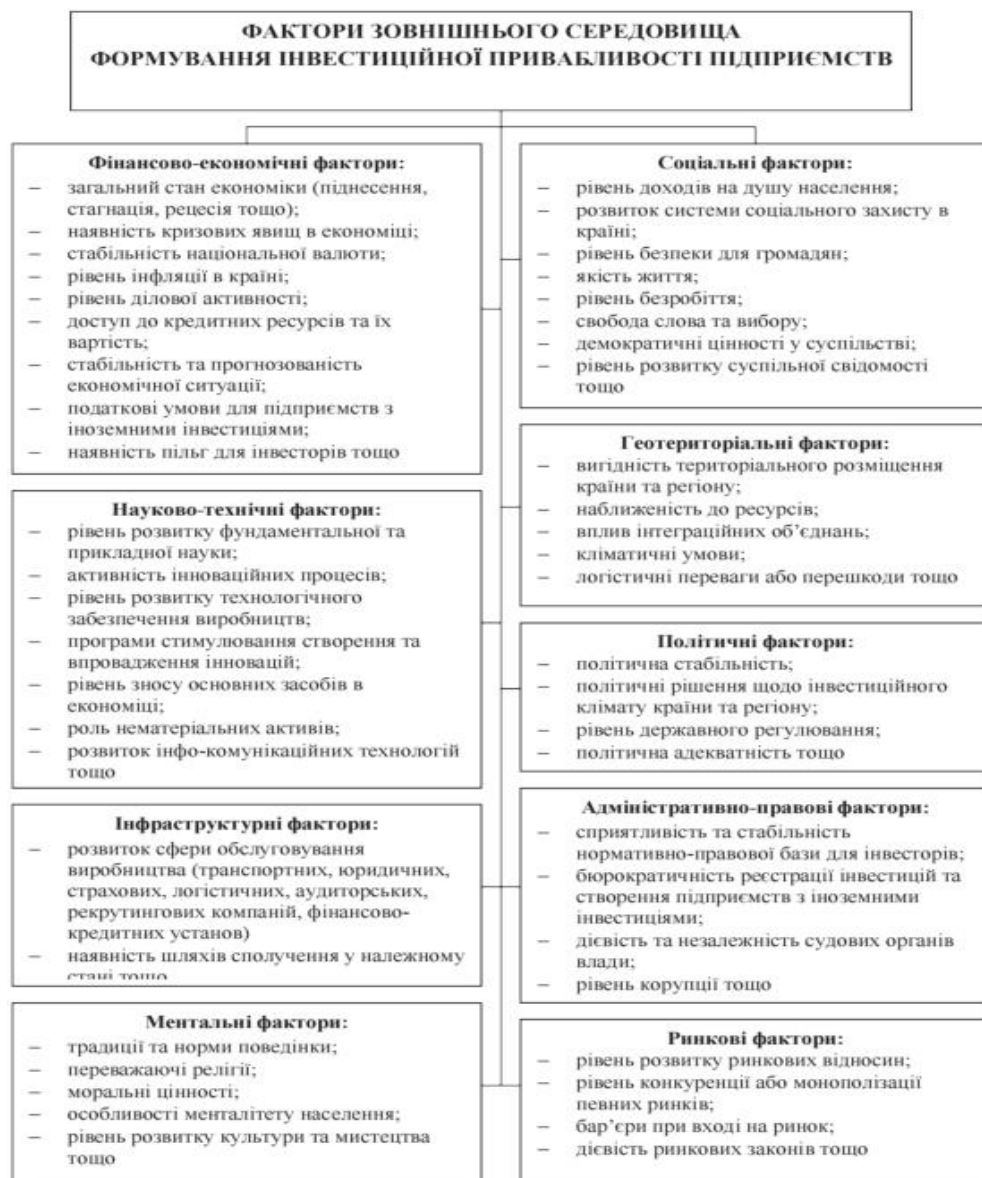 ФАКТОРИ ЗОВНІШНЬОГО СЕРЕДОВИЩА
ФОРМУВАННЯ ІНВЕСТИЦІЙНОЇ ПРИВАБЛИВОСТІ ПІДПРИЄМСТВ
Фінансово-економічні фактори:
– загальний стан економіки (піднесення,
стагнація, рецесія тощо);
– наявність кризових явищ в економіці;
– стабільність національної валюти;
– рівень інфляції в країні;
– рівень ділової активності;
– доступ до кредитних ресурсів та їх
вартість;
– стабільність та прогнозованість
економічної ситуації;
– податкові умови для підприємств з
іноземними інвестиціями;
– наявність пільг для інвесторів тощо
Науково-технічні фактори:
– рівень розвитку фундаментальної та
прикладної науки;
– активність інноваційних процесів;
– рівень розвитку технологічного
забезпечення виробництв;
– програми стимулювання створення та
впровадження інновацій;
– рівень зносу основних засобів в
економіці;
– роль нематеріальних активів;
– розвиток інфо-комунікаційних технологій
тощо
Інфраструктурні фактори:
– розвиток сфери обслуговування
виробництва (транспортних, юридичних,
страхових, логістичних, аудиторських,
рекрутингових компаній, фінансово-
кредитних установ)
– наявність шляхів сполучення у належному
стані тощо
Ментальні фактори:
– традиції та норми поведінки;
– переважаючі релігії;
– моральні цінності;
– особливості менталітету населення;
– рівень розвитку культури та мистецтва
тощо
Соціальні фактори:
– рівень доходів на душу населення;
– розвиток системи соціального захисту в
країні;
– рівень безпеки для громадян;
– якість життя;
– рівень безробіття;
– свобода слова та вибору;
– демократичні цінності у суспільстві;
– рівень розвитку суспільної свідомості
тощо
Геотериторіальні фактори:
– вигідність територіального розміщення
країни та регіону;
– наближеність до ресурсів;
– вплив інтеграційних об’єднань;
– кліматичні умови;
– логістичні переваги або перешкоди тощо
Політичні фактори:
– політична стабільність;
– політичні рішення щодо інвестиційного
клімату країни та регіону;
– рівень державного регулювання;
– політична адекватність тощо
Адміністративно-правові фактори:
– сприятливість та стабільність
нормативно-правової бази для інвесторів;
– бюрократичність реєстрації інвестицій та
створення підприємств з іноземними
інвестиціями;
– дієвість та незалежність судових органів
влади;
– рівень корупції тощо
Ринкові фактори:
– рівень розвитку ринкових відносин;
– рівень конкуренції або монополізації
певних ринків;
– бар’єри при вході на ринок;
– дієвість ринкових законів тощо